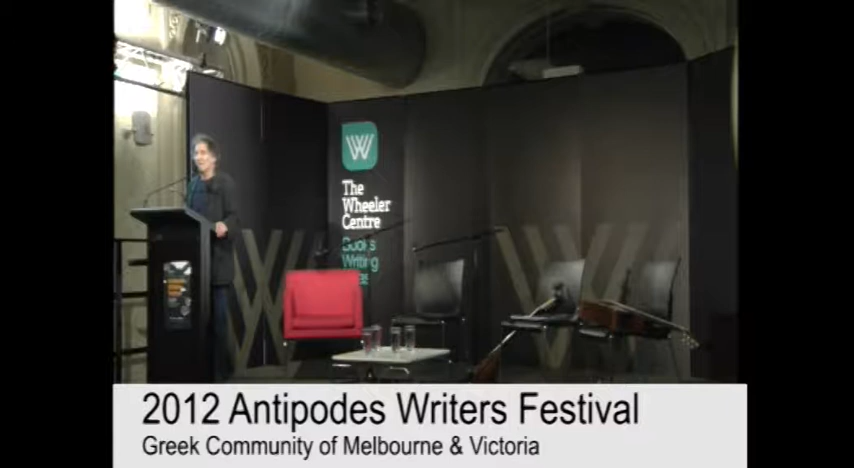 W
The
Wheeler
Centre
Books
Writing
2012 Antipodes Writers Festival
Greek Community of Melbourne & Victoria